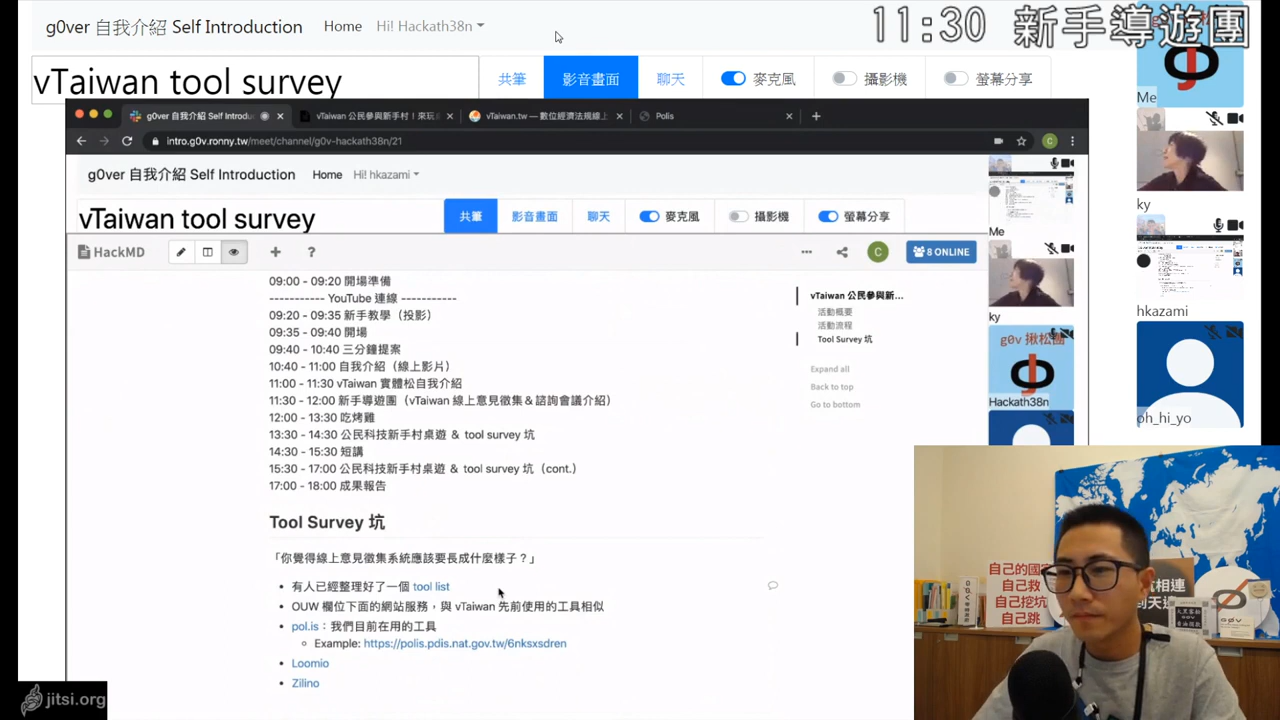 g0ver 自我介紹 Self Introduction Home Hi! Hackath38n
11:30 新手導遊團
vTaiwan tool survey 共筆 影音畫面 聊天 麥克風 攝影機 螢幕分享
Me
g0ver 自我介紹 Self Introdu
vTaiwan 公民參與新手村！來玩
vTaiwan.tw — 數位經濟法規線上
Polis
intro.g0v.ronny.tw/meet/channel/g0v-hackath38n/21
g0ver 自我介紹 Self Introduction Home Hi! hkazami
vTaiwan tool survey 共筆 影音畫面 聊天 麥克風 攝影機 螢幕分享
Me
ky
g0v 揪松團
Hackath38n
ky
hkazami
oh_hi_yo
HackMD
C
8 ONLINE
09:00 - 09:20 開場準備
----------- YouTube 連線 -----------
09:20 - 09:35 新手教學（投影）
09:35 - 09:40 開場
09:40 - 10:40 三分鐘提案
10:40 - 11:00 自我介紹（線上影片）
11:00 - 11:30 vTaiwan 實體松自我介紹
11:30 - 12:00 新手導遊團（vTaiwan 線上意見徵集＆諮詢會議介紹）
12:00 - 13:30 吃烤雞
13:30 - 14:30 公民科技新手村桌遊 ＆ tool survey 坑
14:30 - 15:30 短講
15:30 - 17:00 公民科技新手村桌遊 ＆ tool survey 坑（cont.）
17:00 - 18:00 成果報告
Tool Survey 坑
「你覺得線上意見徵集系統應該要長成什麼樣子？」
有人已經整理好了一個 tool list
OUW 欄位下面的網站服務，與 vTaiwan 先前使用的工具相似
pol.is：我們目前在用的工具
Example: https://polis.pdis.nat.gov.tw/6nksxsdren
Loomio
Zilino
vTaiwan 公民參與新...
活動概要
活動流程
Tool Survey 坑
Expand all
Back to top
Go to bottom
自己的國
自己救
自己挖坑
自己跳
坑相連
到天
jitsi.org